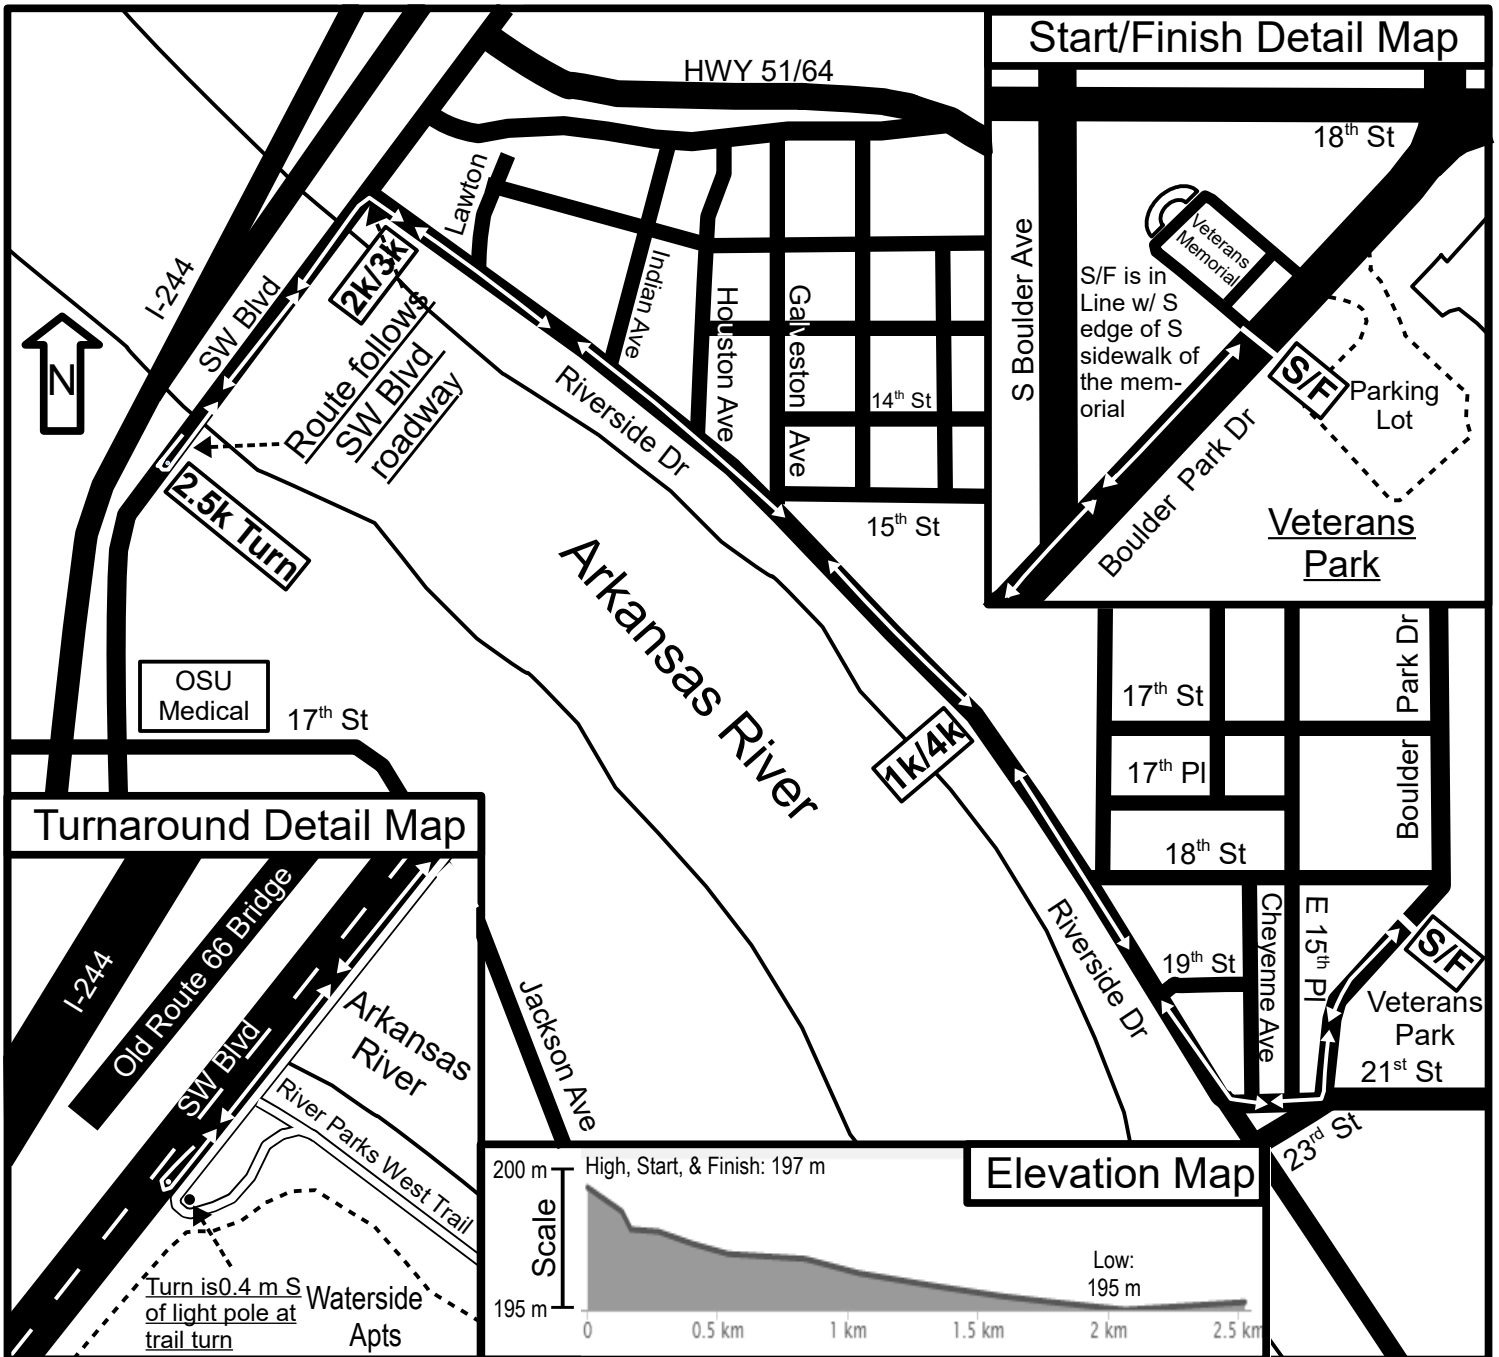 Start/Finish Detail Map
HWY 51/64
18th St
Lawton
Veterans
Memorial
S Boulder Ave
S/F is in
Line w/ S
edge of S
sidewalk of
the mem-
orial
S/F
Parking
Lot
Boulder Park Dr
Veterans
Park
I-244
SW Blvd
2k/3k
Indian Ave
Houston Ave
Galveston Ave
14th St
15th St
N
Route follows
SW Blvd
roadway
Riverside Dr
2.5k Turn
Arkansas River
OSU
Medical
17th St
1k/4k
17th St
17th Pl
18th St
Boulder Park Dr
Riverside Dr
19th St
Cheyenne Ave
E 15th Pl
S/F
Veterans
Park
21st St
23rd St
Jackson Ave
Turnaround Detail Map
I-244
Old Route 66 Bridge
SW Blvd
Arkansas
River
River Parks West Trail
Turn is0.4 m S
of light pole at
trail turn
Waterside
Apts
Elevation Map
200 m
High, Start, & Finish: 197 m
Scale
Low:
195 m
195 m
0 0.5 km 1 km 1.5 km 2 km 2.5 km